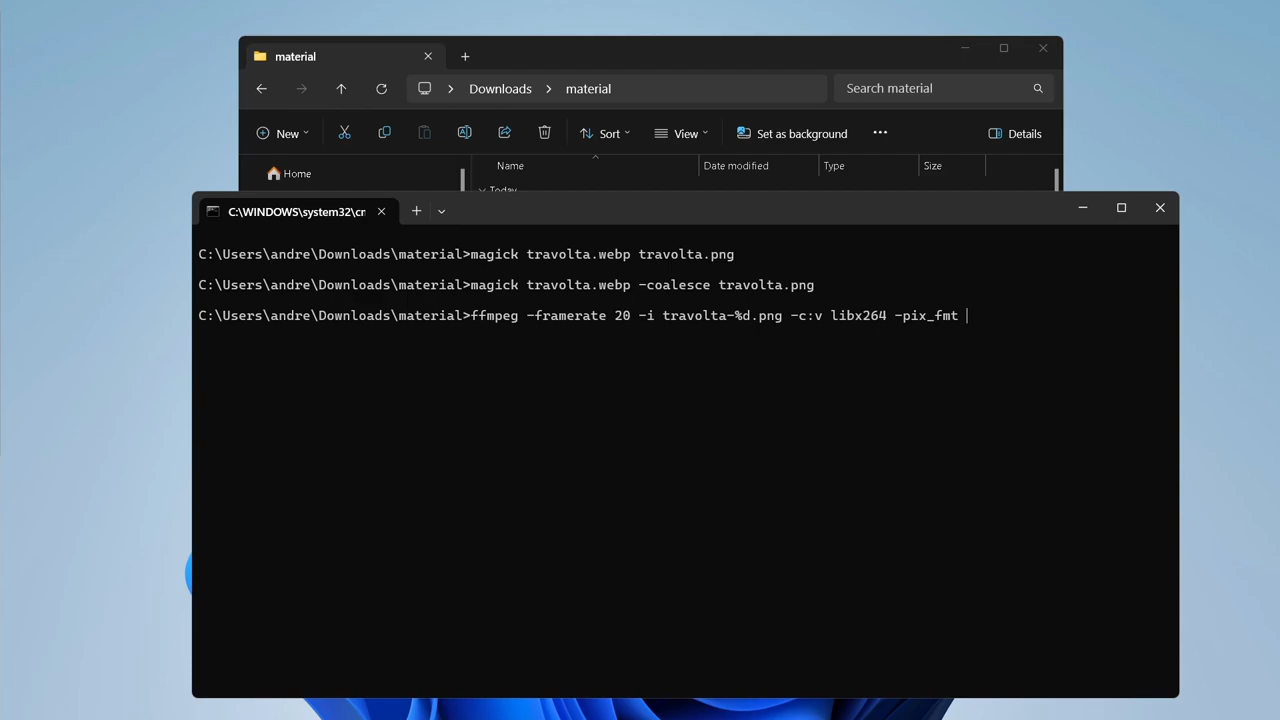 material
Downloads > material
Search material
New
Sort
View
Set as background
Details
Name
Date modified
Type
Size
Home
Today
C:\WINDOWS\system32\cm
C:\Users\andre\Downloads\material>magick travolta.webp travolta.png
C:\Users\andre\Downloads\material>magick travolta.webp -coalesce travolta.png
C:\Users\andre\Downloads\material>ffmpeg -framerate 20 -i travolta-%d.png -c:v libx264 -pix_fmt